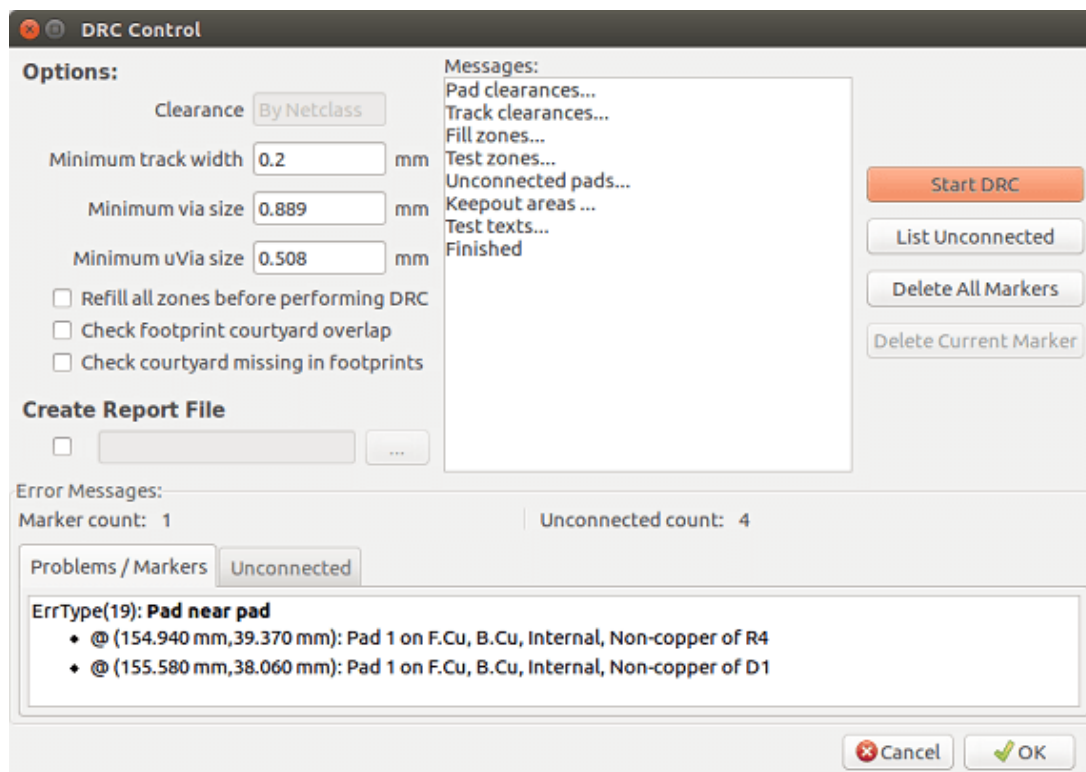 DRC Control
Options:
Clearance By Netclass
Minimum track width 0.2 mm
Minimum via size 0.889 mm
Minimum uVia size 0.508 mm
Refill all zones before performing DRC
Check footprint courtyard overlap
Check courtyard missing in footprints
Create Report File
...
Messages:
Pad clearances...
Track clearances...
Fill zones...
Test zones...
Unconnected pads...
Keepout areas ...
Test texts...
Finished
Start DRC
List Unconnected
Delete All Markers
Delete Current Marker
Error Messages:
Marker count: 1
Unconnected count: 4
Problems / Markers
Unconnected
ErrType(19): Pad near pad
• @ (154.940 mm,39.370 mm): Pad 1 on F.Cu, B.Cu, Internal, Non-copper of R4
• @ (155.580 mm,38.060 mm): Pad 1 on F.Cu, B.Cu, Internal, Non-copper of D1
Cancel
OK